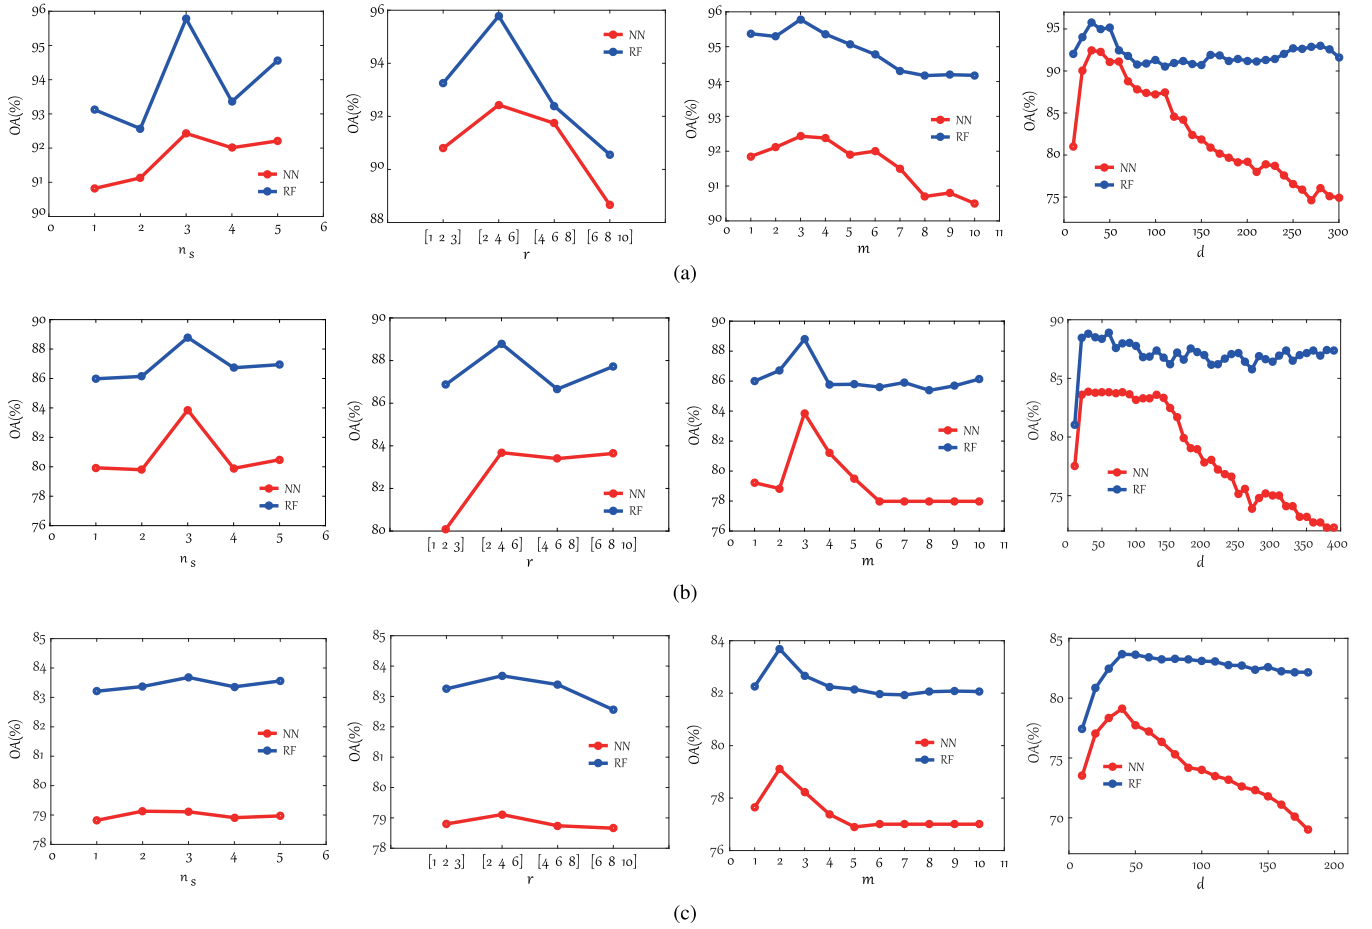 96
95
94
93
92
91
90
OA(%)
NN
RF
0 1 2 3 4 5 6
n s
96
94
92
90
88
OA(%)
NN
RF
[1 2 3] [2 4 6] [4 6 8] [6 8 10]
r
96
95
94
93
92
91
90
OA(%)
NN
RF
0 1 2 3 4 5 6 7 8 9 10 11
m
95
90
85
80
75
OA(%)
NN
RF
0 50 100 150 200 250 300
d
(a)
90
88
86
84
82
80
78
76
OA(%)
NN
RF
0 1 2 3 4 5 6
n s
90
88
86
84
82
80
OA(%)
NN
RF
[1 2 3] [2 4 6] [4 6 8] [6 8 10]
r
90
88
86
84
82
80
78
76
OA(%)
NN
RF
0 1 2 3 4 5 6 7 8 9 10 11
m
90
85
80
75
OA(%)
NN
RF
0 50 100 150 200 250 300 350 400
d
(b)
85
84
83
82
81
80
79
78
OA(%)
NN
RF
0 1 2 3 4 5 6
n s
85
84
83
82
81
80
79
78
OA(%)
NN
RF
[1 2 3] [2 4 6] [4 6 8] [6 8 10]
r
84
82
80
78
76
OA(%)
NN
RF
0 1 2 3 4 5 6 7 8 9 10 11
m
85
80
75
70
OA(%)
NN
RF
0 50 100 150 200
d
(c)